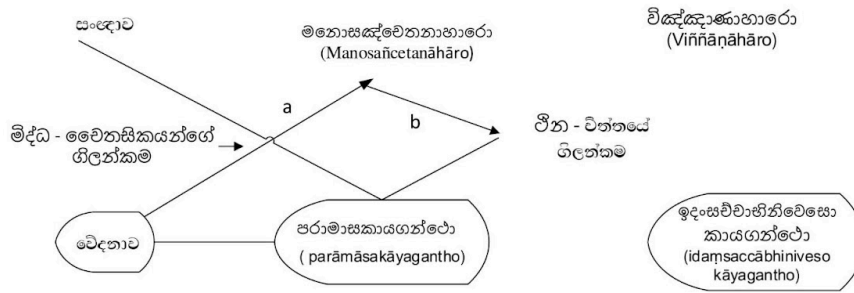 සංඥාව
මනොසඤ්චෙතනාහාරො
(Manosañcetanāhāro)
විඤ්ඤාණාහාරො
(Viññāṇāhāro)
a
b
මිද්ධ - චෛතසිකයන්ගේ
ගිලන්කම
ථීන - චිත්තයේ
ගිලන්කම
වේදනාව
පරාමාසකායගන්ථො
( parāmāsakāyagantho)
ඉදංසච්චාභිනිවෙසො
කායගන්ථො
(idaṃsaccābhiniveso
kāyagantho)